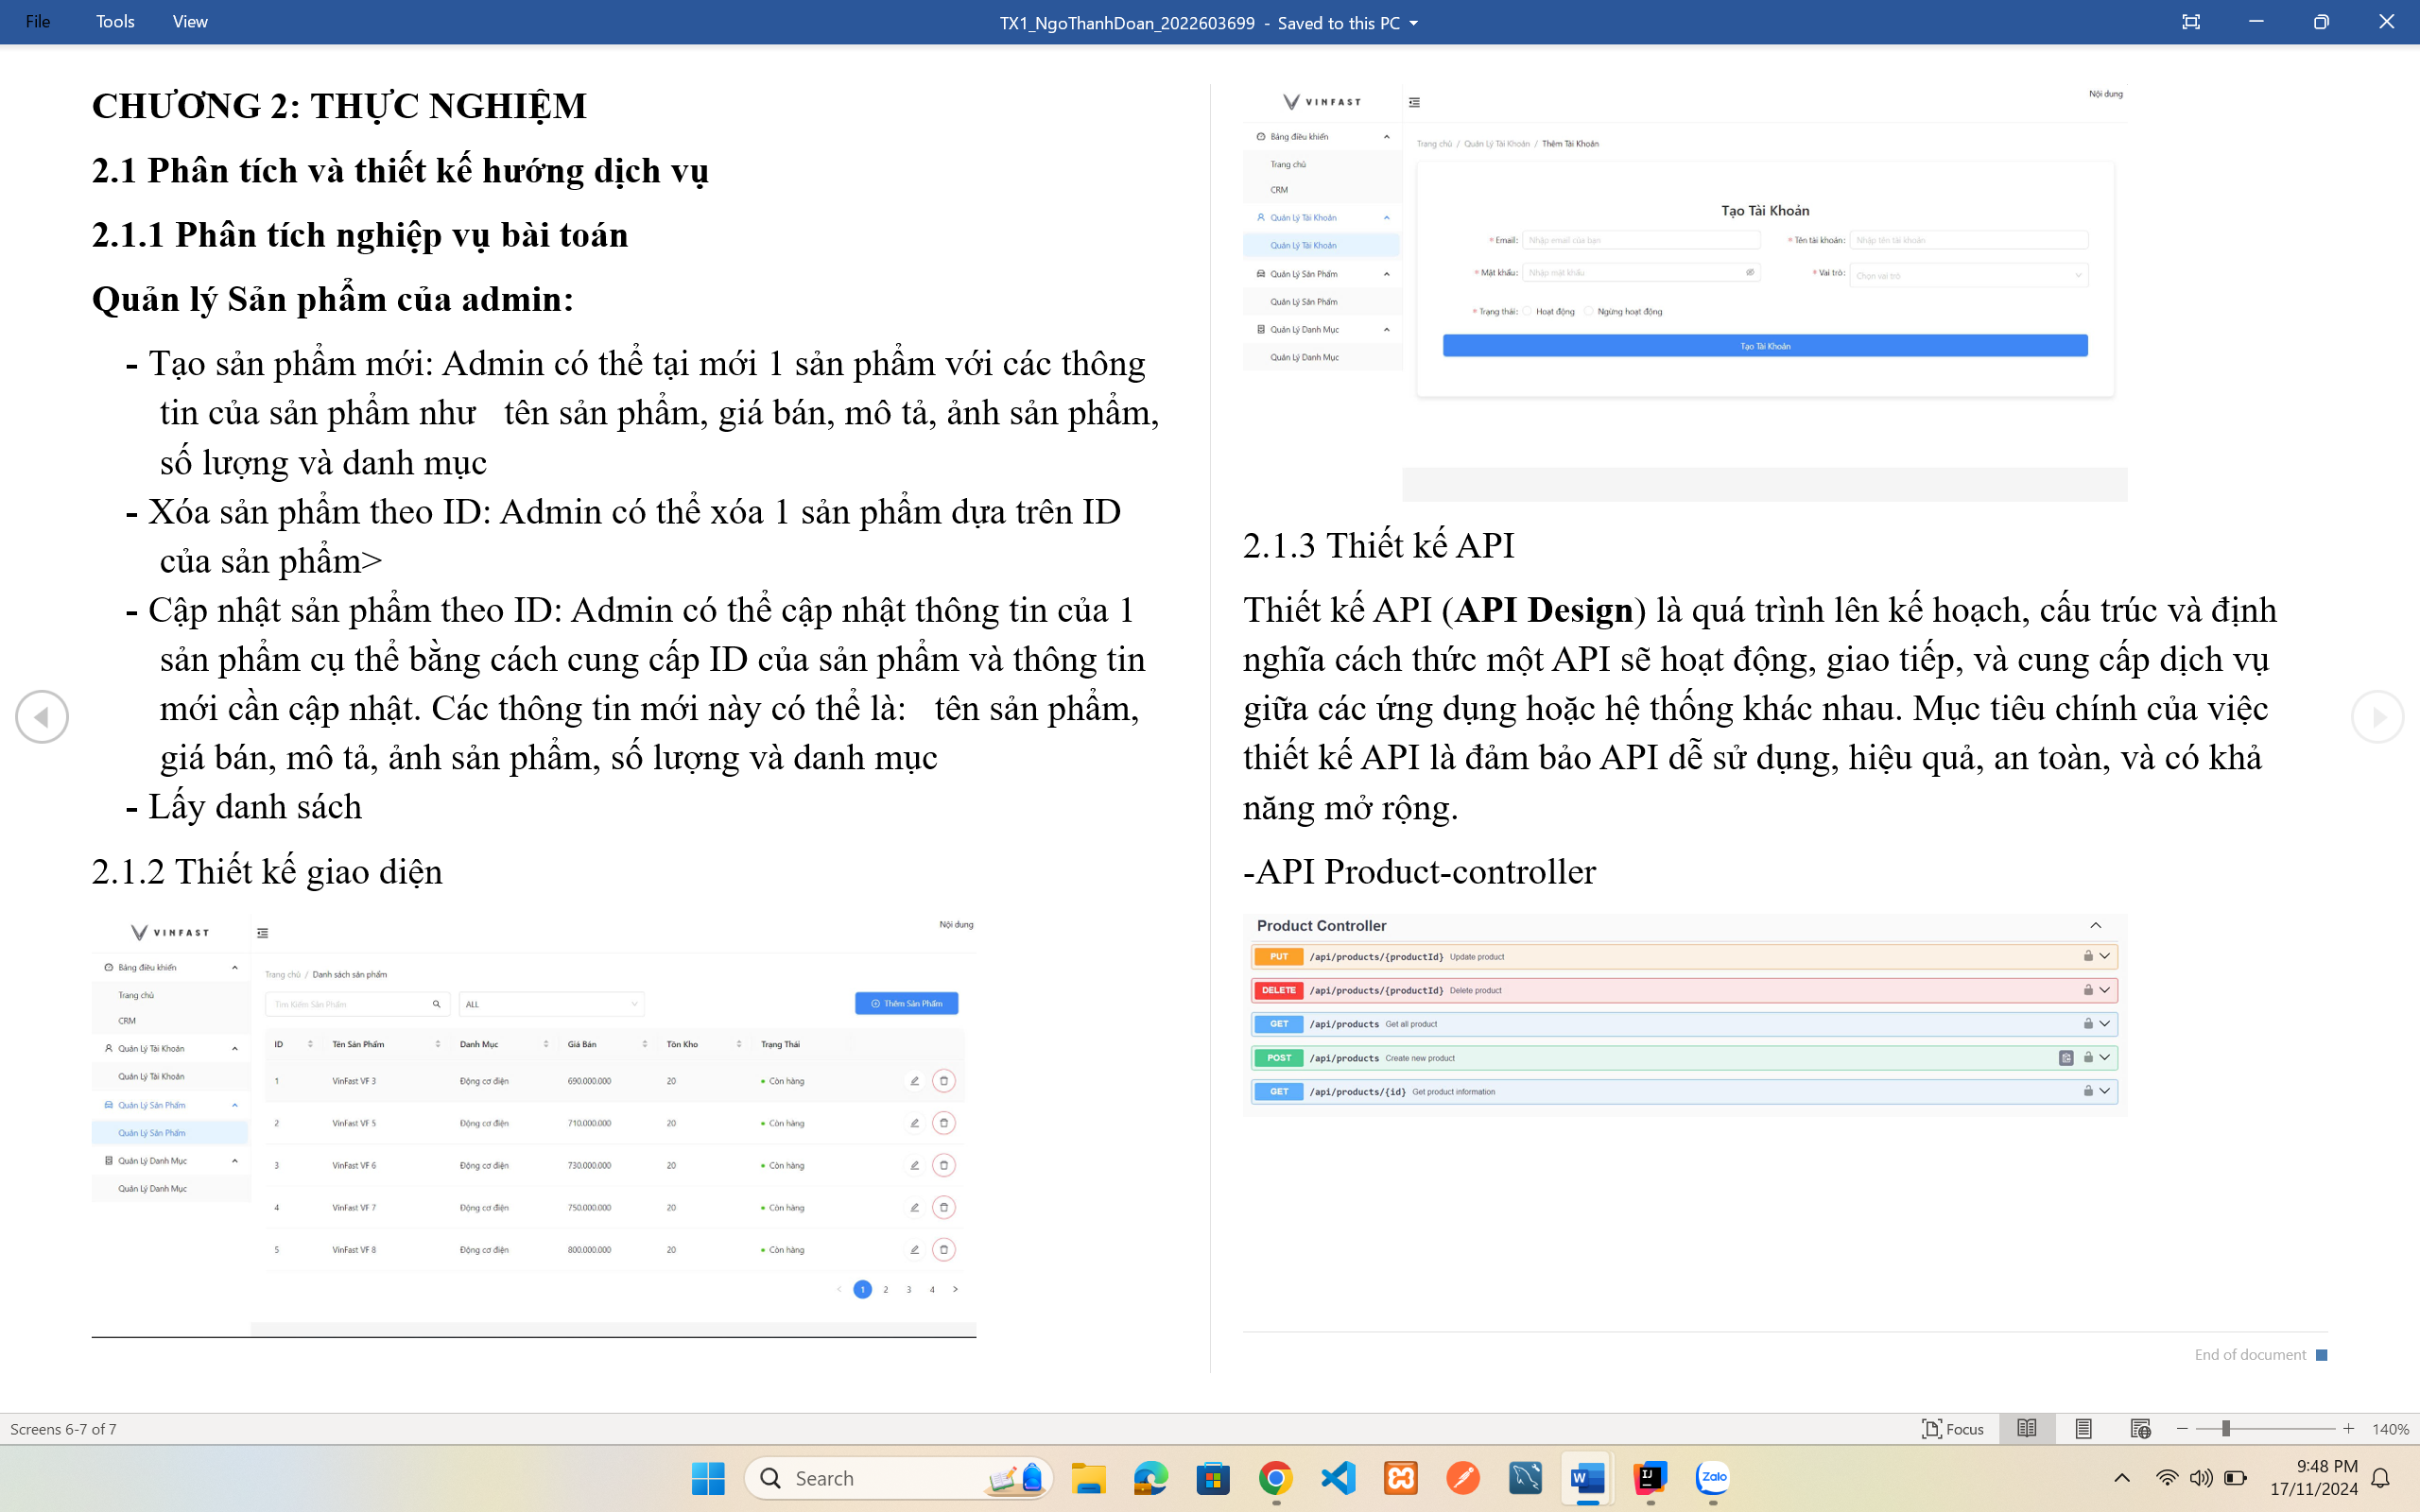 File Tools View
TX1_NgoThanhDoan_2022603699 - Saved to this PC
CHƯƠNG 2: THỰC NGHIỆM
2.1 Phân tích và thiết kế hướng dịch vụ
2.1.1 Phân tích nghiệp vụ bài toán
Quản lý Sản phẩm của admin:
- Tạo sản phẩm mới: Admin có thể tại mới 1 sản phẩm với các thông
tin của sản phẩm như tên sản phẩm, giá bán, mô tả, ảnh sản phẩm,
số lượng và danh mục
- Xóa sản phẩm theo ID: Admin có thể xóa 1 sản phẩm dựa trên ID
của sản phẩm>
- Cập nhật sản phẩm theo ID: Admin có thể cập nhật thông tin của 1
sản phẩm cụ thể bằng cách cung cấp ID của sản phẩm và thông tin
mới cần cập nhật. Các thông tin mới này có thể là: tên sản phẩm,
giá bán, mô tả, ảnh sản phẩm, số lượng và danh mục
- Lấy danh sách
2.1.2 Thiết kế giao diện
VINFAST
Nội dung
Bảng điều khiển
Trang chủ
CRM
Quản Lý Tài Khoản
Quản Lý Tài Khoản
Quản Lý Sản Phẩm
Quản Lý Sản Phẩm
Quản Lý Danh Mục
Quản Lý Danh Mục
Trang chủ / Danh sách sản phẩm
Tìm Kiếm Sản Phẩm ALL Thêm Sản Phẩm
ID Tên Sản Phẩm Danh Mục Giá Bán Tồn Kho Trạng Thái
1 VinFast VF 3 Động cơ điện 690.000.000 20 Còn hàng
2 VinFast VF 5 Động cơ điện 710.000.000 20 Còn hàng
3 VinFast VF 6 Động cơ điện 730.000.000 20 Còn hàng
4 VinFast VF 7 Động cơ điện 750.000.000 20 Còn hàng
5 VinFast VF 8 Động cơ điện 800.000.000 20 Còn hàng
< 1 2 3 4 >
VINFAST
Nội dung
Bảng điều khiển
Trang chủ
CRM
Quản Lý Tài Khoản
Quản Lý Tài Khoản
Quản Lý Sản Phẩm
Quản Lý Sản Phẩm
Quản Lý Danh Mục
Quản Lý Danh Mục
Trang chủ / Quản Lý Tài Khoản / Thêm Tài Khoản
Tạo Tài Khoản
* Email: Nhập email của bạn * Tên tài khoản: Nhập tên tài khoản
* Mật khẩu: Nhập mật khẩu * Vai trò: Chọn vai trò
* Trạng thái: Hoạt động Ngừng hoạt động
Tạo Tài Khoản
2.1.3 Thiết kế API
Thiết kế API (API Design) là quá trình lên kế hoạch, cấu trúc và định
nghĩa cách thức một API sẽ hoạt động, giao tiếp, và cung cấp dịch vụ
giữa các ứng dụng hoặc hệ thống khác nhau. Mục tiêu chính của việc
thiết kế API là đảm bảo API dễ sử dụng, hiệu quả, an toàn, và có khả
năng mở rộng.
-API Product-controller
Product Controller
PUT /api/products/{productId} Update product
DELETE /api/products/{productId} Delete product
GET /api/products Get all product
POST /api/products Create new product
GET /api/products/{id} Get product information
End of document
Screens 6-7 of 7
Focus
140%
Search
Zalo
9:48 PM
17/11/2024